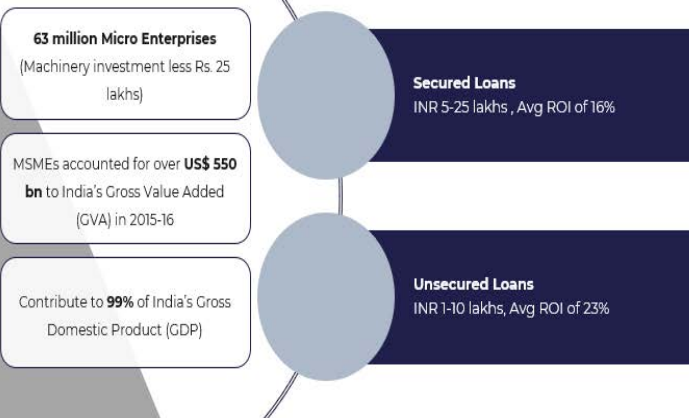 63 million Micro Enterprises
(Machinery investment less Rs. 25
lakhs)
MSMEs accounted for over US$ 550
bn to India's Gross Value Added
(GVA) in 2015-16
Contribute to 99% of India's Gross
Domestic Product (GDP)
Secured Loans
INR 5-25 lakhs , Avg ROI of 16%
Unsecured Loans
INR 1-10 lakhs, Avg ROI of 23%